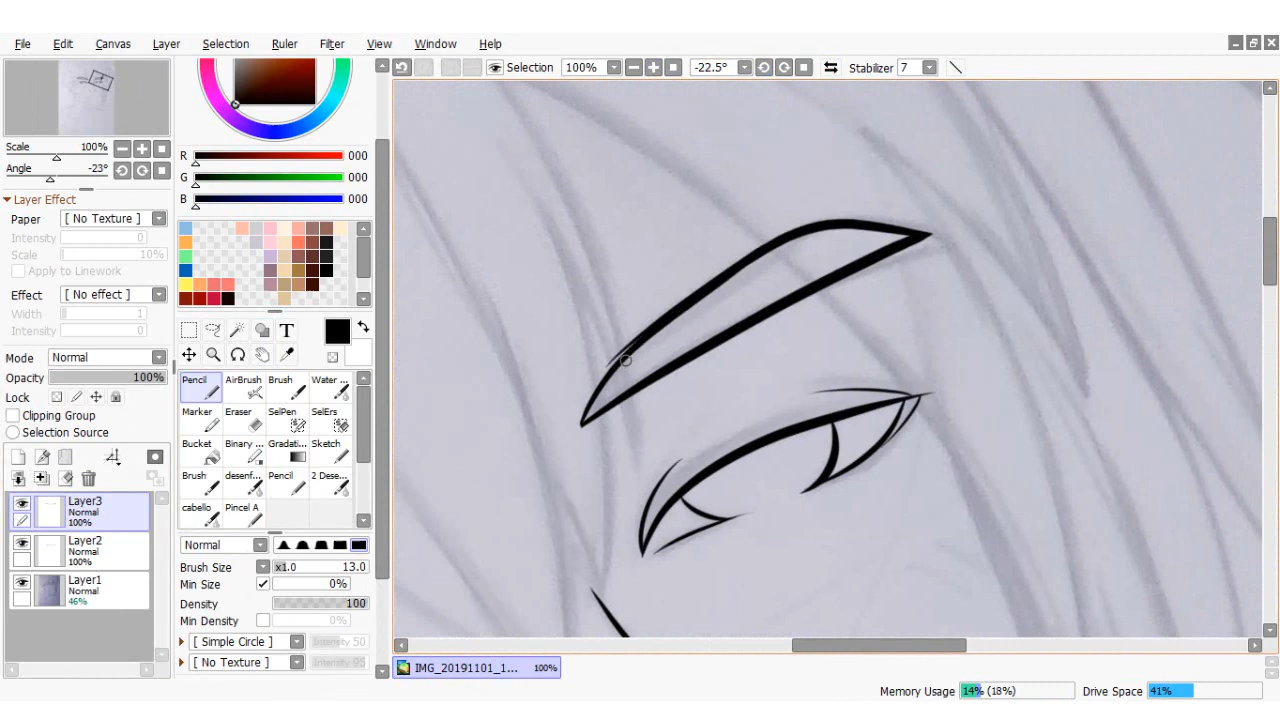 File Edit Canvas Layer Selection Ruler Filter View Window Help
Selection 100% -22.5° Stabilizer 7
Scale 100%
Angle -23°
Layer Effect
Paper [ No Texture ]
Intensity 0
Scale 10%
Apply to Linework
Effect [ No effect ]
Width 1
Intensity 0
Mode Normal
Opacity 100%
Lock
Clipping Group
Selection Source
Layer3
Normal
100%
Layer2
Normal
100%
Layer1
Normal
46%
R 000
G 000
B 000
T
Pencil AirBrush Brush Water ...
Marker Eraser SelPen SelErs
Bucket Binary ... Gradati... Sketch
Brush desenf... Pencil 2 Dese...
cabello Pincel A
Normal
Brush Size x1.0 13.0
Min Size 0%
Density 100
Min Density 0%
[ Simple Circle ] Intensity 50
[ No Texture ] Intensity 95
IMG_20191101_1... 100%
Memory Usage 14% (18%) Drive Space 41%